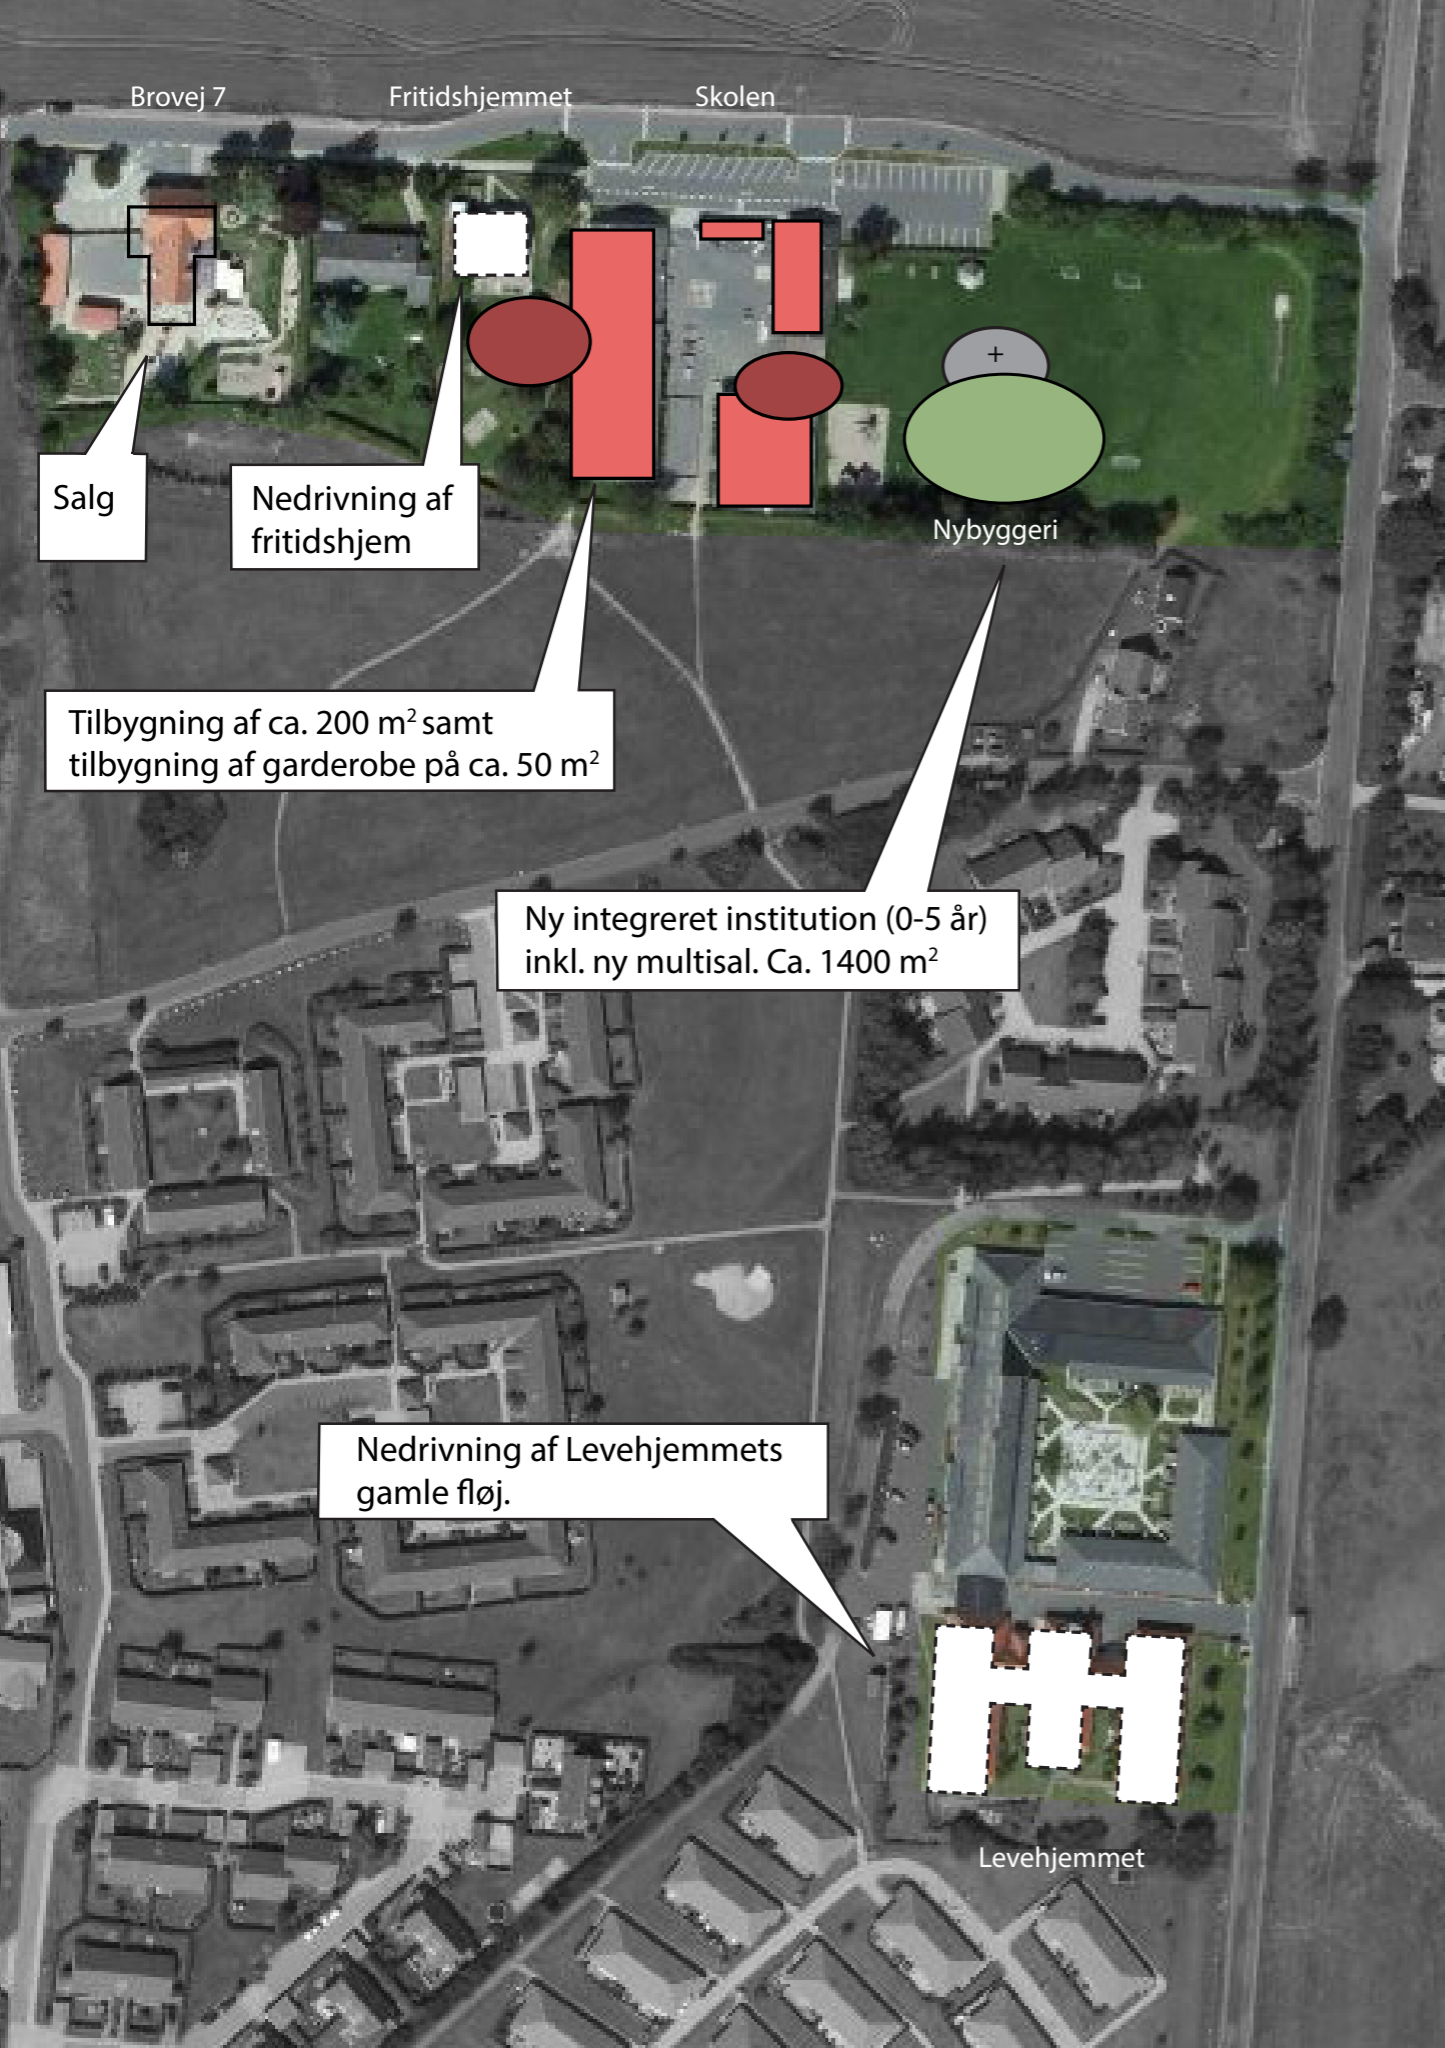 Brovej 7
Fritidshjemmet
Skolen
+
Salg
Nedrivning af
fritidshjem
Nybyggeri
Tilbygning af ca. 200 m² samt
tilbygning af garderobe på ca. 50 m²
Ny integreret institution (0-5 år)
inkl. ny multisal. Ca. 1400 m²
Nedrivning af Levehjemmets
gamle fløj.
Levehjemmet